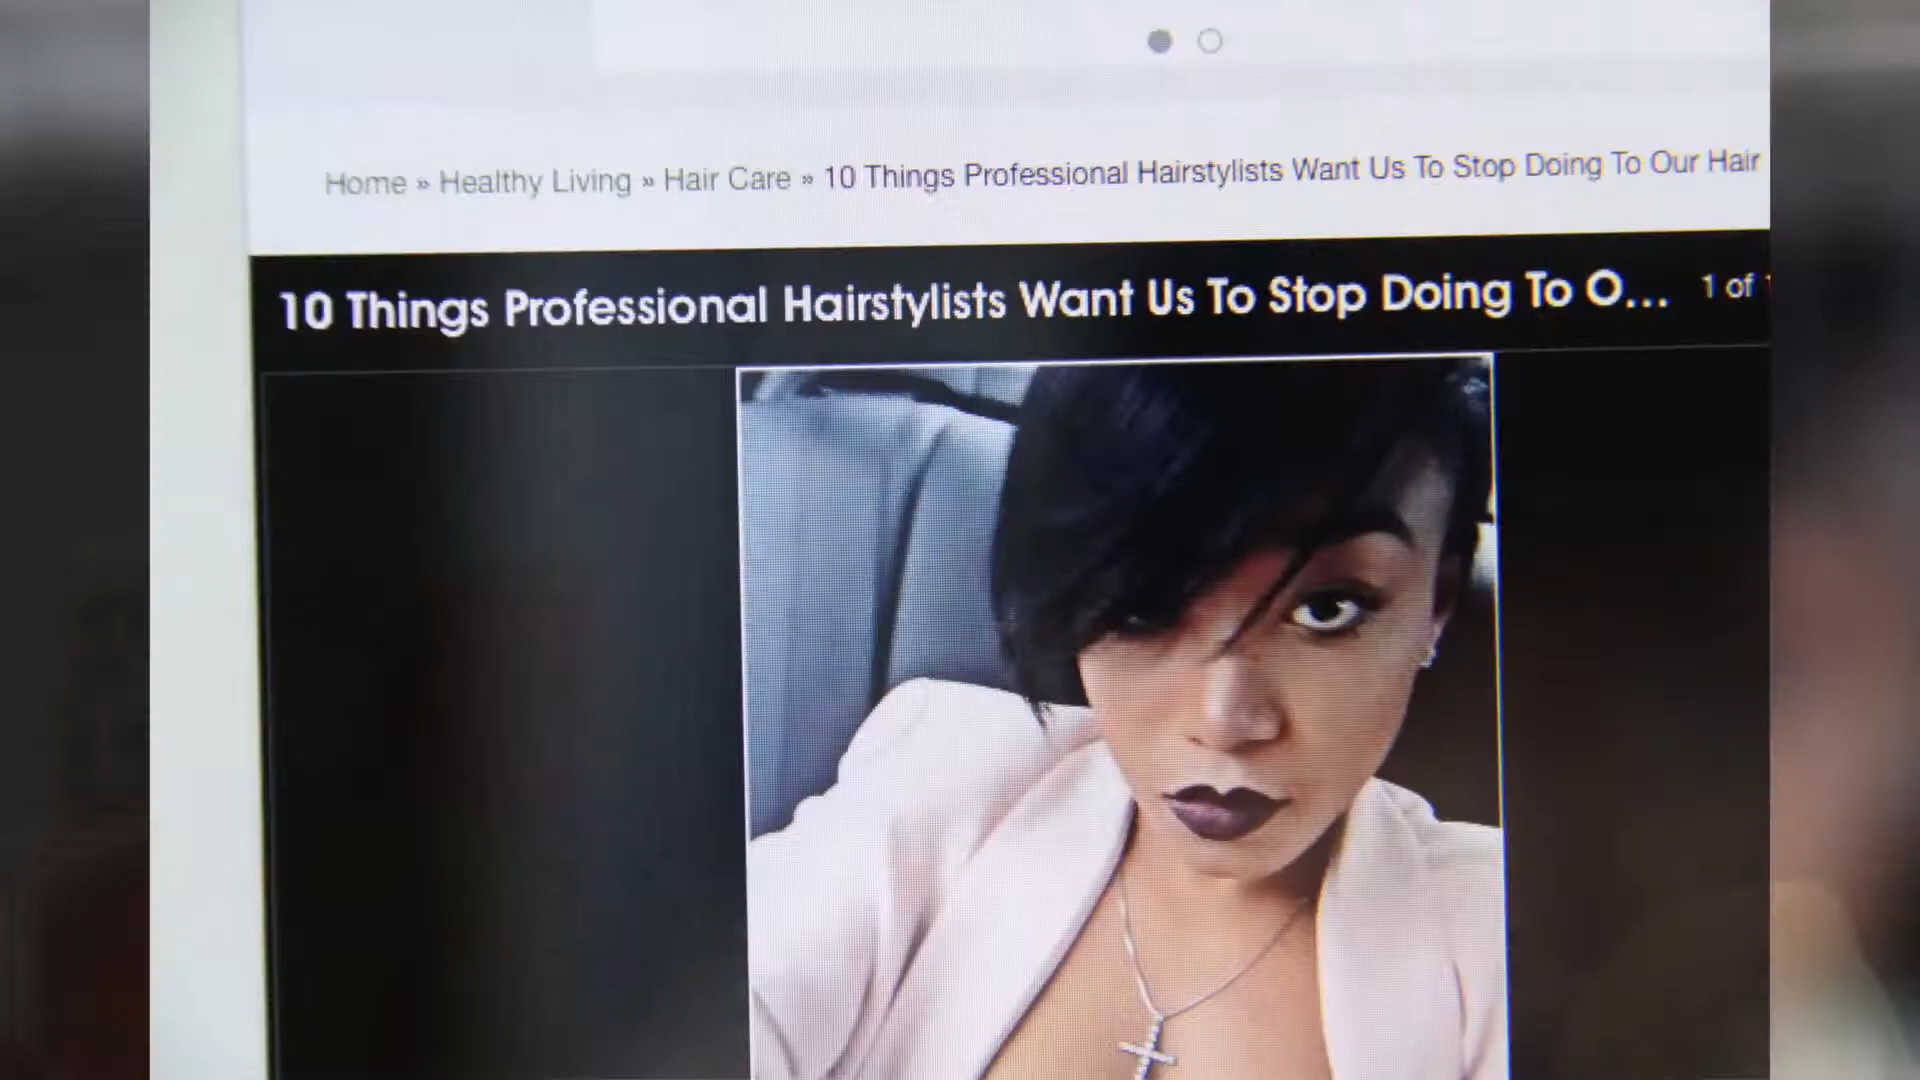 Home » Healthy Living » Hair Care » 10 Things Professional Hairstylists Want Us To Stop Doing To Our Hair
10 Things Professional Hairstylists Want Us To Stop Doing To O... 1 of